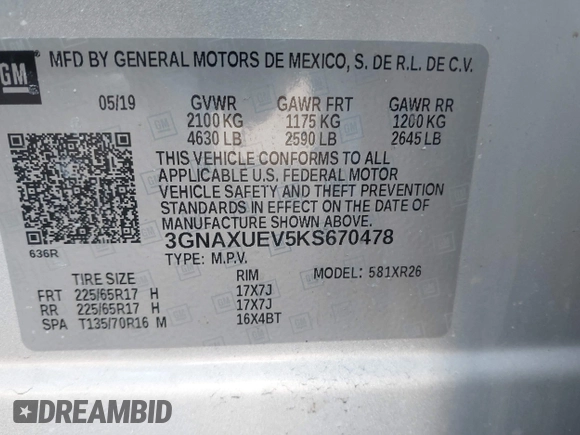 GM
MFD BY GENERAL MOTORS DE MEXICO, S. DE R.L. DE C.V.
05/19 GVWR GAWR FRT GAWR RR
2100 KG 1175 KG 1200 KG
4630 LB 2590 LB 2645 LB
THIS VEHICLE CONFORMS TO ALL
APPLICABLE U.S. FEDERAL MOTOR
VEHICLE SAFETY AND THEFT PREVENTION
STANDARDS IN EFFECT ON THE DATE OF
MANUFACTURE SHOWN ABOVE.
636R
3GNAXUEV5KS670478
TYPE: M.P.V. MODEL: 581XR26
TIRE SIZE RIM
FRT 225/65R17 H 17X7J
RR 225/65R17 H 17X7J
SPA T135/70R16 M 16X4BT
DREAMBID